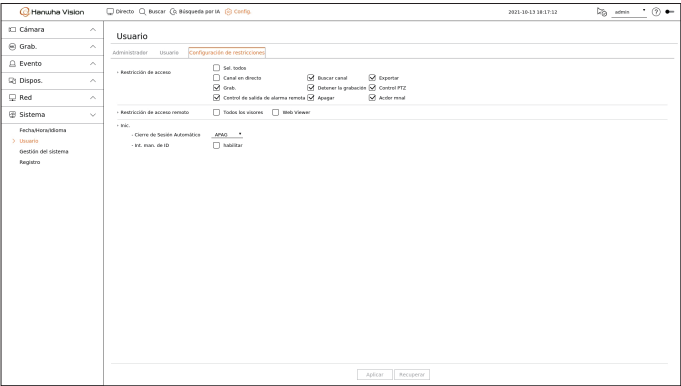 Hanwha Vision
Directo Buscar Búsqueda por IA Config.
2021-10-13 18:17:12
admin
Cámara
Grab.
Evento
Dispos.
Red
Sistema
Fecha/Hora/Idioma
Usuario
Gestión del sistema
Registro
Usuario
Administrador Usuario Configuración de restricciones
- Restricción de acceso
Sel. todos
Canal en directo Buscar canal Exportar
Grab. Detener la grabación Control PTZ
Control de salida de alarma remota Apagar Acder mnal
- Restricción de acceso remoto Todos los visores Web Viewer
- Inic.
- Cierre de Sesión Automático APAG
- Int. man. de ID habilitar
Aplicar Recuperar